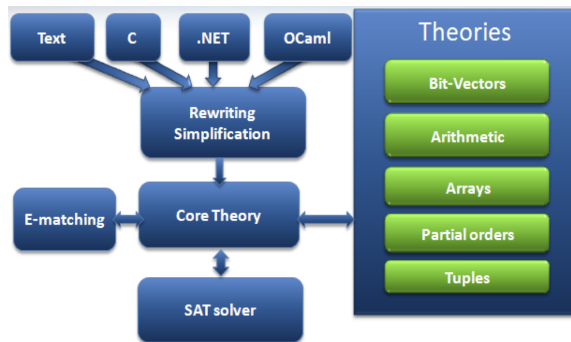 Text
C
.NET
OCaml
Theories
Rewriting
Simplification
Bit-Vectors
Arithmetic
Arrays
E-matching
Core Theory
Partial orders
Tuples
SAT solver